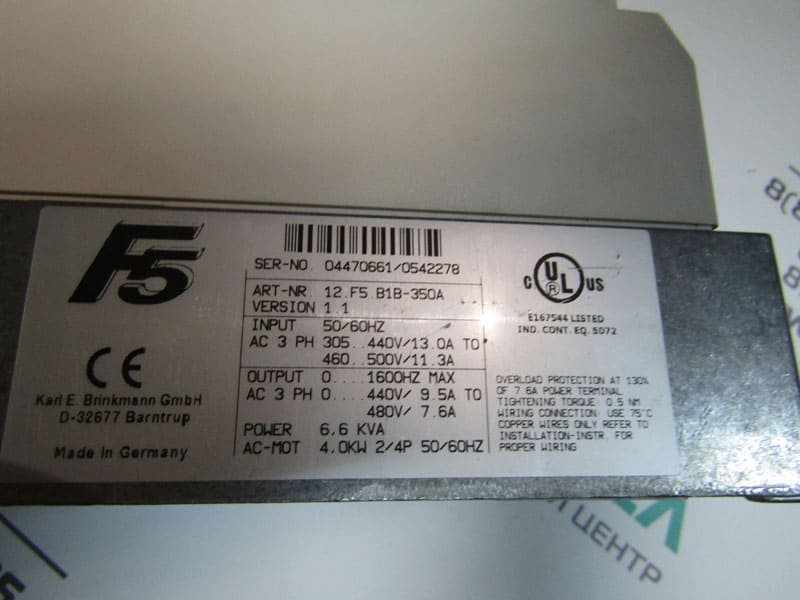 F5
SER-NO. 04470661/0542278
ART-NR. 12.F5.B1B-350A
VERSION 1.1
INPUT 50/60HZ
AC 3 PH 305..440V/13.0A TO
460..500V/11.3A
OUTPUT 0....1600HZ MAX
AC 3 PH 0....440V/ 9.5A TO
480V/ 7.6A
POWER 6,6 KVA
AC-MOT 4,0KW 2/4P 50/60HZ
CE
Karl E. Brinkmann GmbH
D-32677 Barntrup
Made In Germany
C UL US
R
E167544 LISTED
IND. CONT. EQ. 5D72
OVERLOAD PROTECTION AT 130%
OF 7.6A POWER TERMINAL
TIGHTENING TORQUE: 0.5 NM
WIRING CONNECTION: USE 75°C
COPPER WIRES ONLY REFER TO
INSTALLATION-INSTR. FOR
PROPER WIRING
8(8
ЦЕНТР